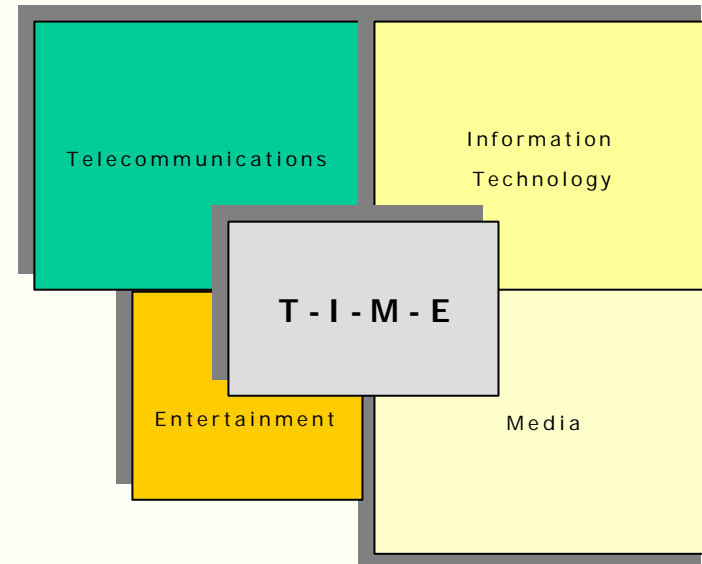 Telecommunications
Information
Technology
T-I-M-E
Entertainment
Media